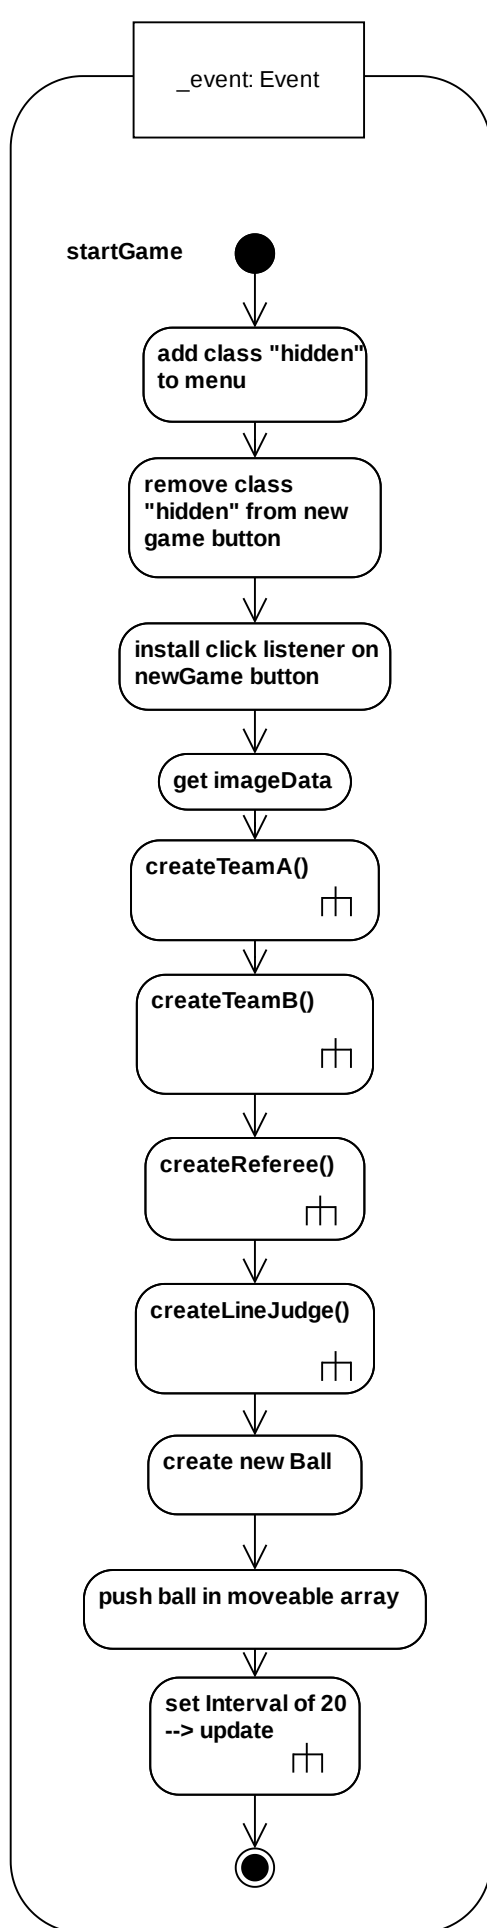 _event: Event
startGame
add class "hidden"
to menu
remove class
"hidden" from new
game button
install click listener on
newGame button
get imageData
createTeamA()
createTeamB()
createReferee()
createLineJudge()
create new Ball
push ball in moveable array
set Interval of 20
--> update